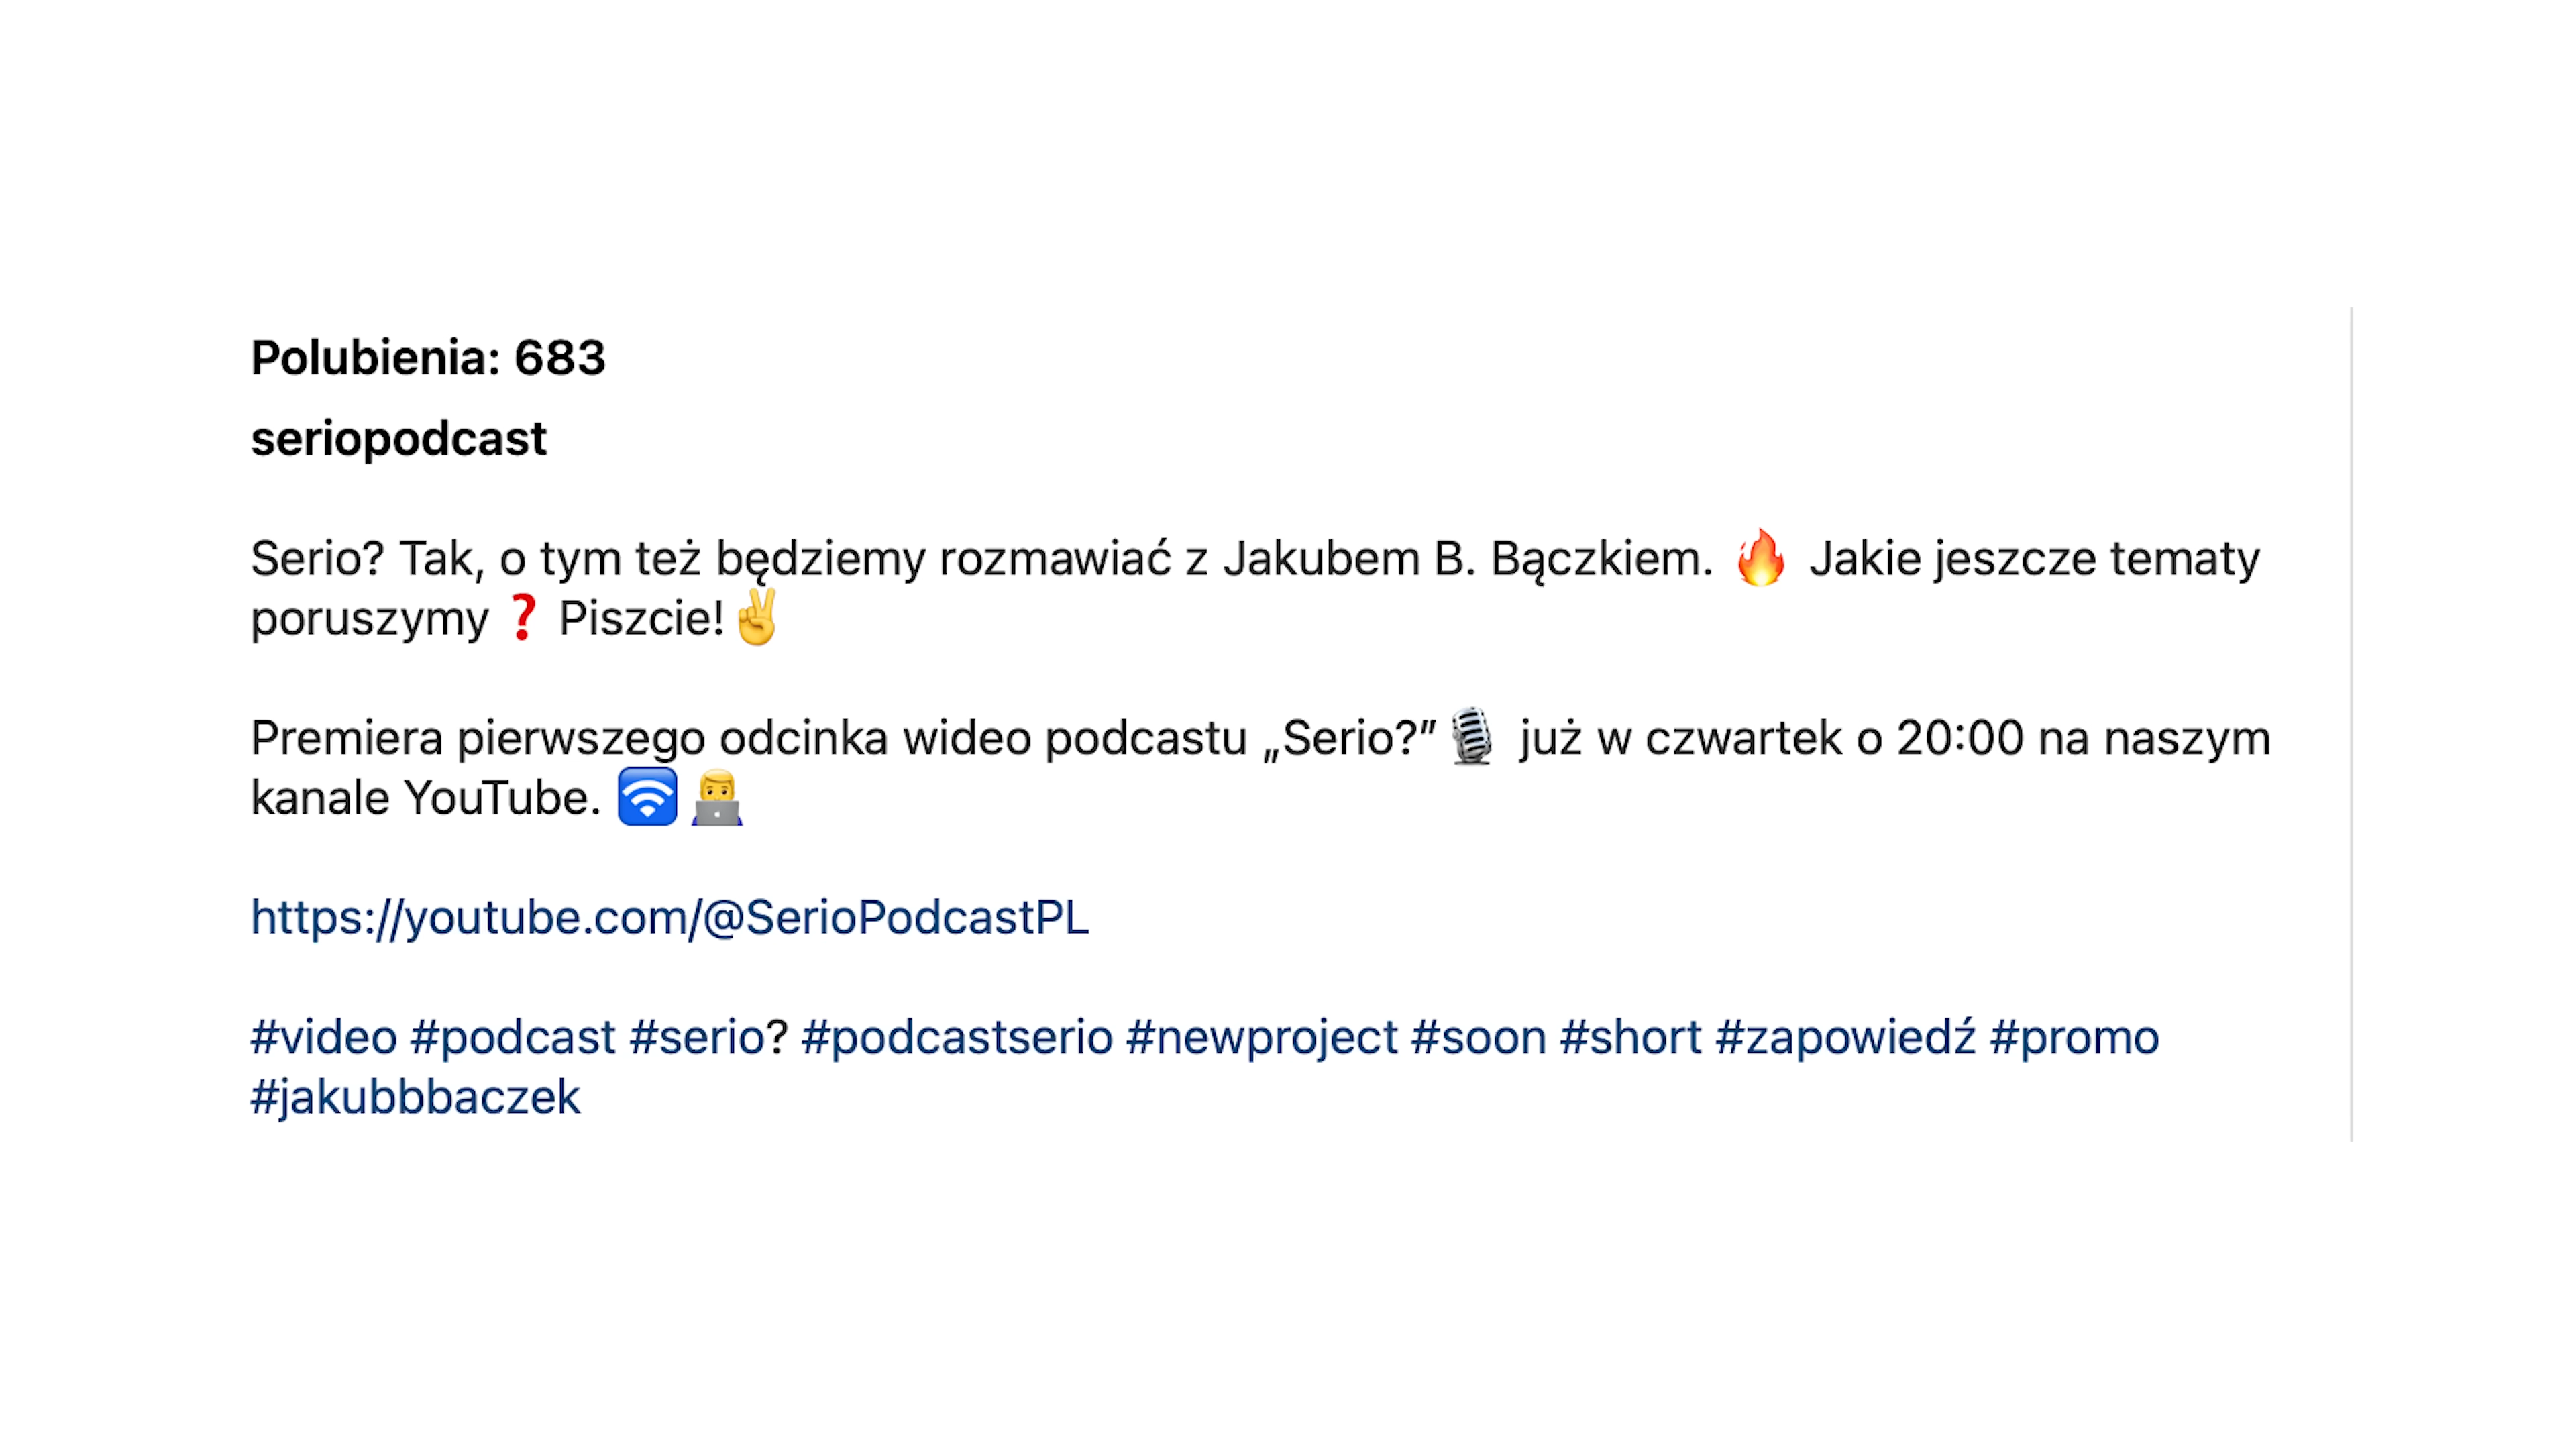 Polubienia: 683
seriopodcast
Serio? Tak, o tym też będziemy rozmawiać z Jakubem B. Bączkiem. 🔥 Jakie jeszcze tematy
poruszymy ❓ Piszcie!✌️
Premiera pierwszego odcinka wideo podcastu „Serio?”🎙️ już w czwartek o 20:00 na naszym
kanale YouTube. 🛜 👨‍💻
https://youtube.com/@SerioPodcastPL
#video #podcast #serio? #podcastserio #newproject #soon #short #zapowiedź #promo
#jakubbbaczek